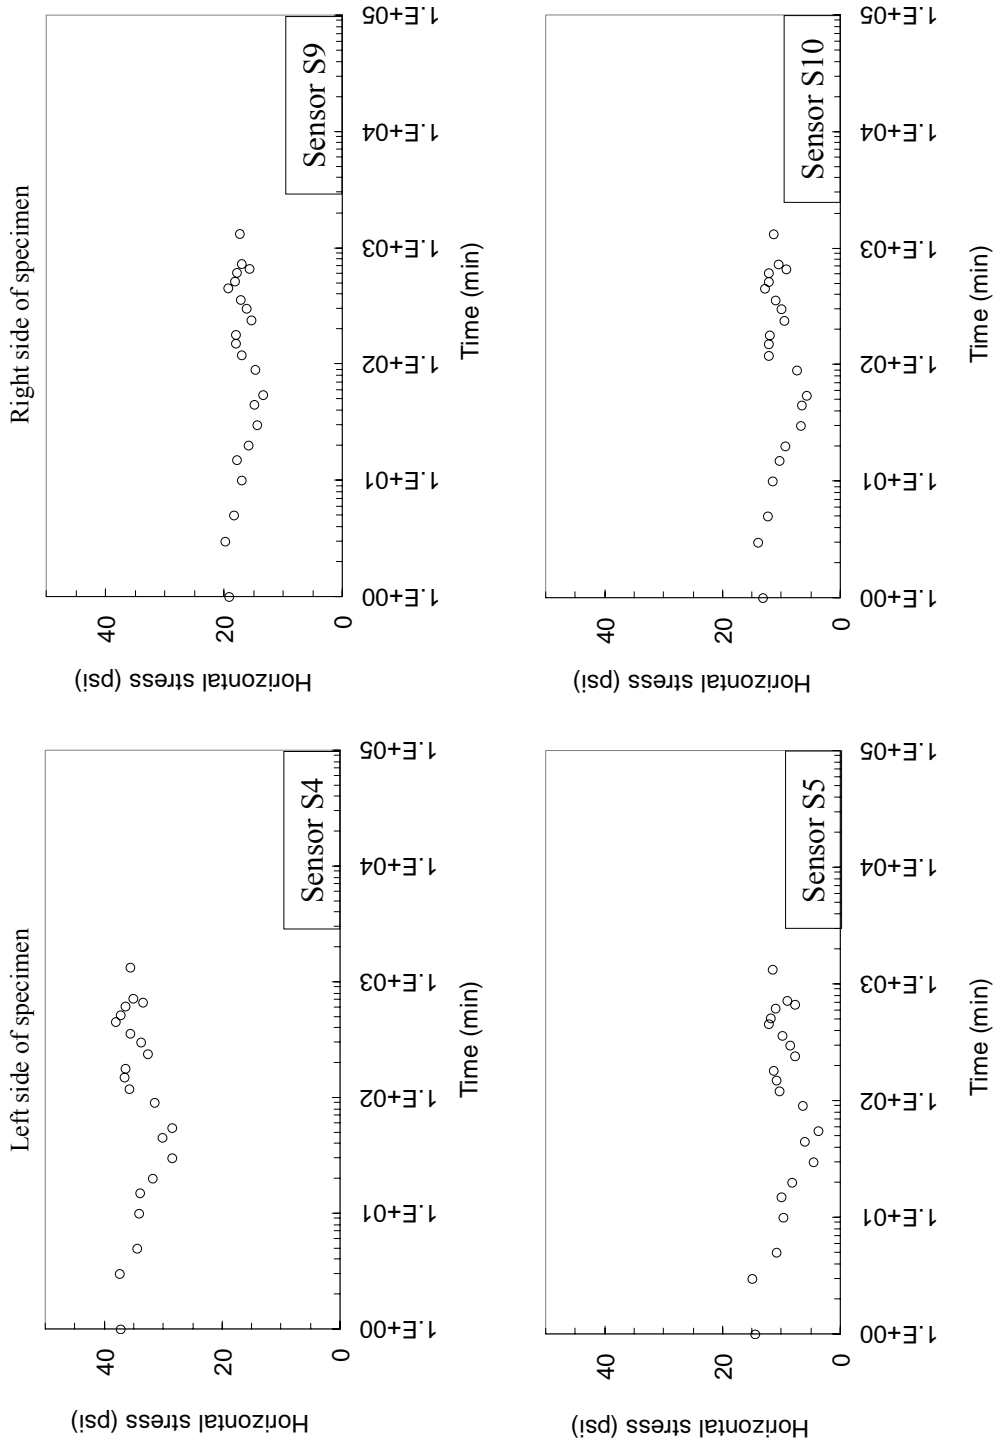 Left side of specimen
Right side of specimen
Horizontal stress (psi)
40
20
0
1.E+00
1.E+01
1.E+02
1.E+03
1.E+04
1.E+05
Time (min)
Sensor S4
Horizontal stress (psi)
40
20
0
1.E+00
1.E+01
1.E+02
1.E+03
1.E+04
1.E+05
Time (min)
Sensor S9
Horizontal stress (psi)
40
20
0
1.E+00
1.E+01
1.E+02
1.E+03
1.E+04
1.E+05
Time (min)
Sensor S5
Horizontal stress (psi)
40
20
0
1.E+00
1.E+01
1.E+02
1.E+03
1.E+04
1.E+05
Time (min)
Sensor S10